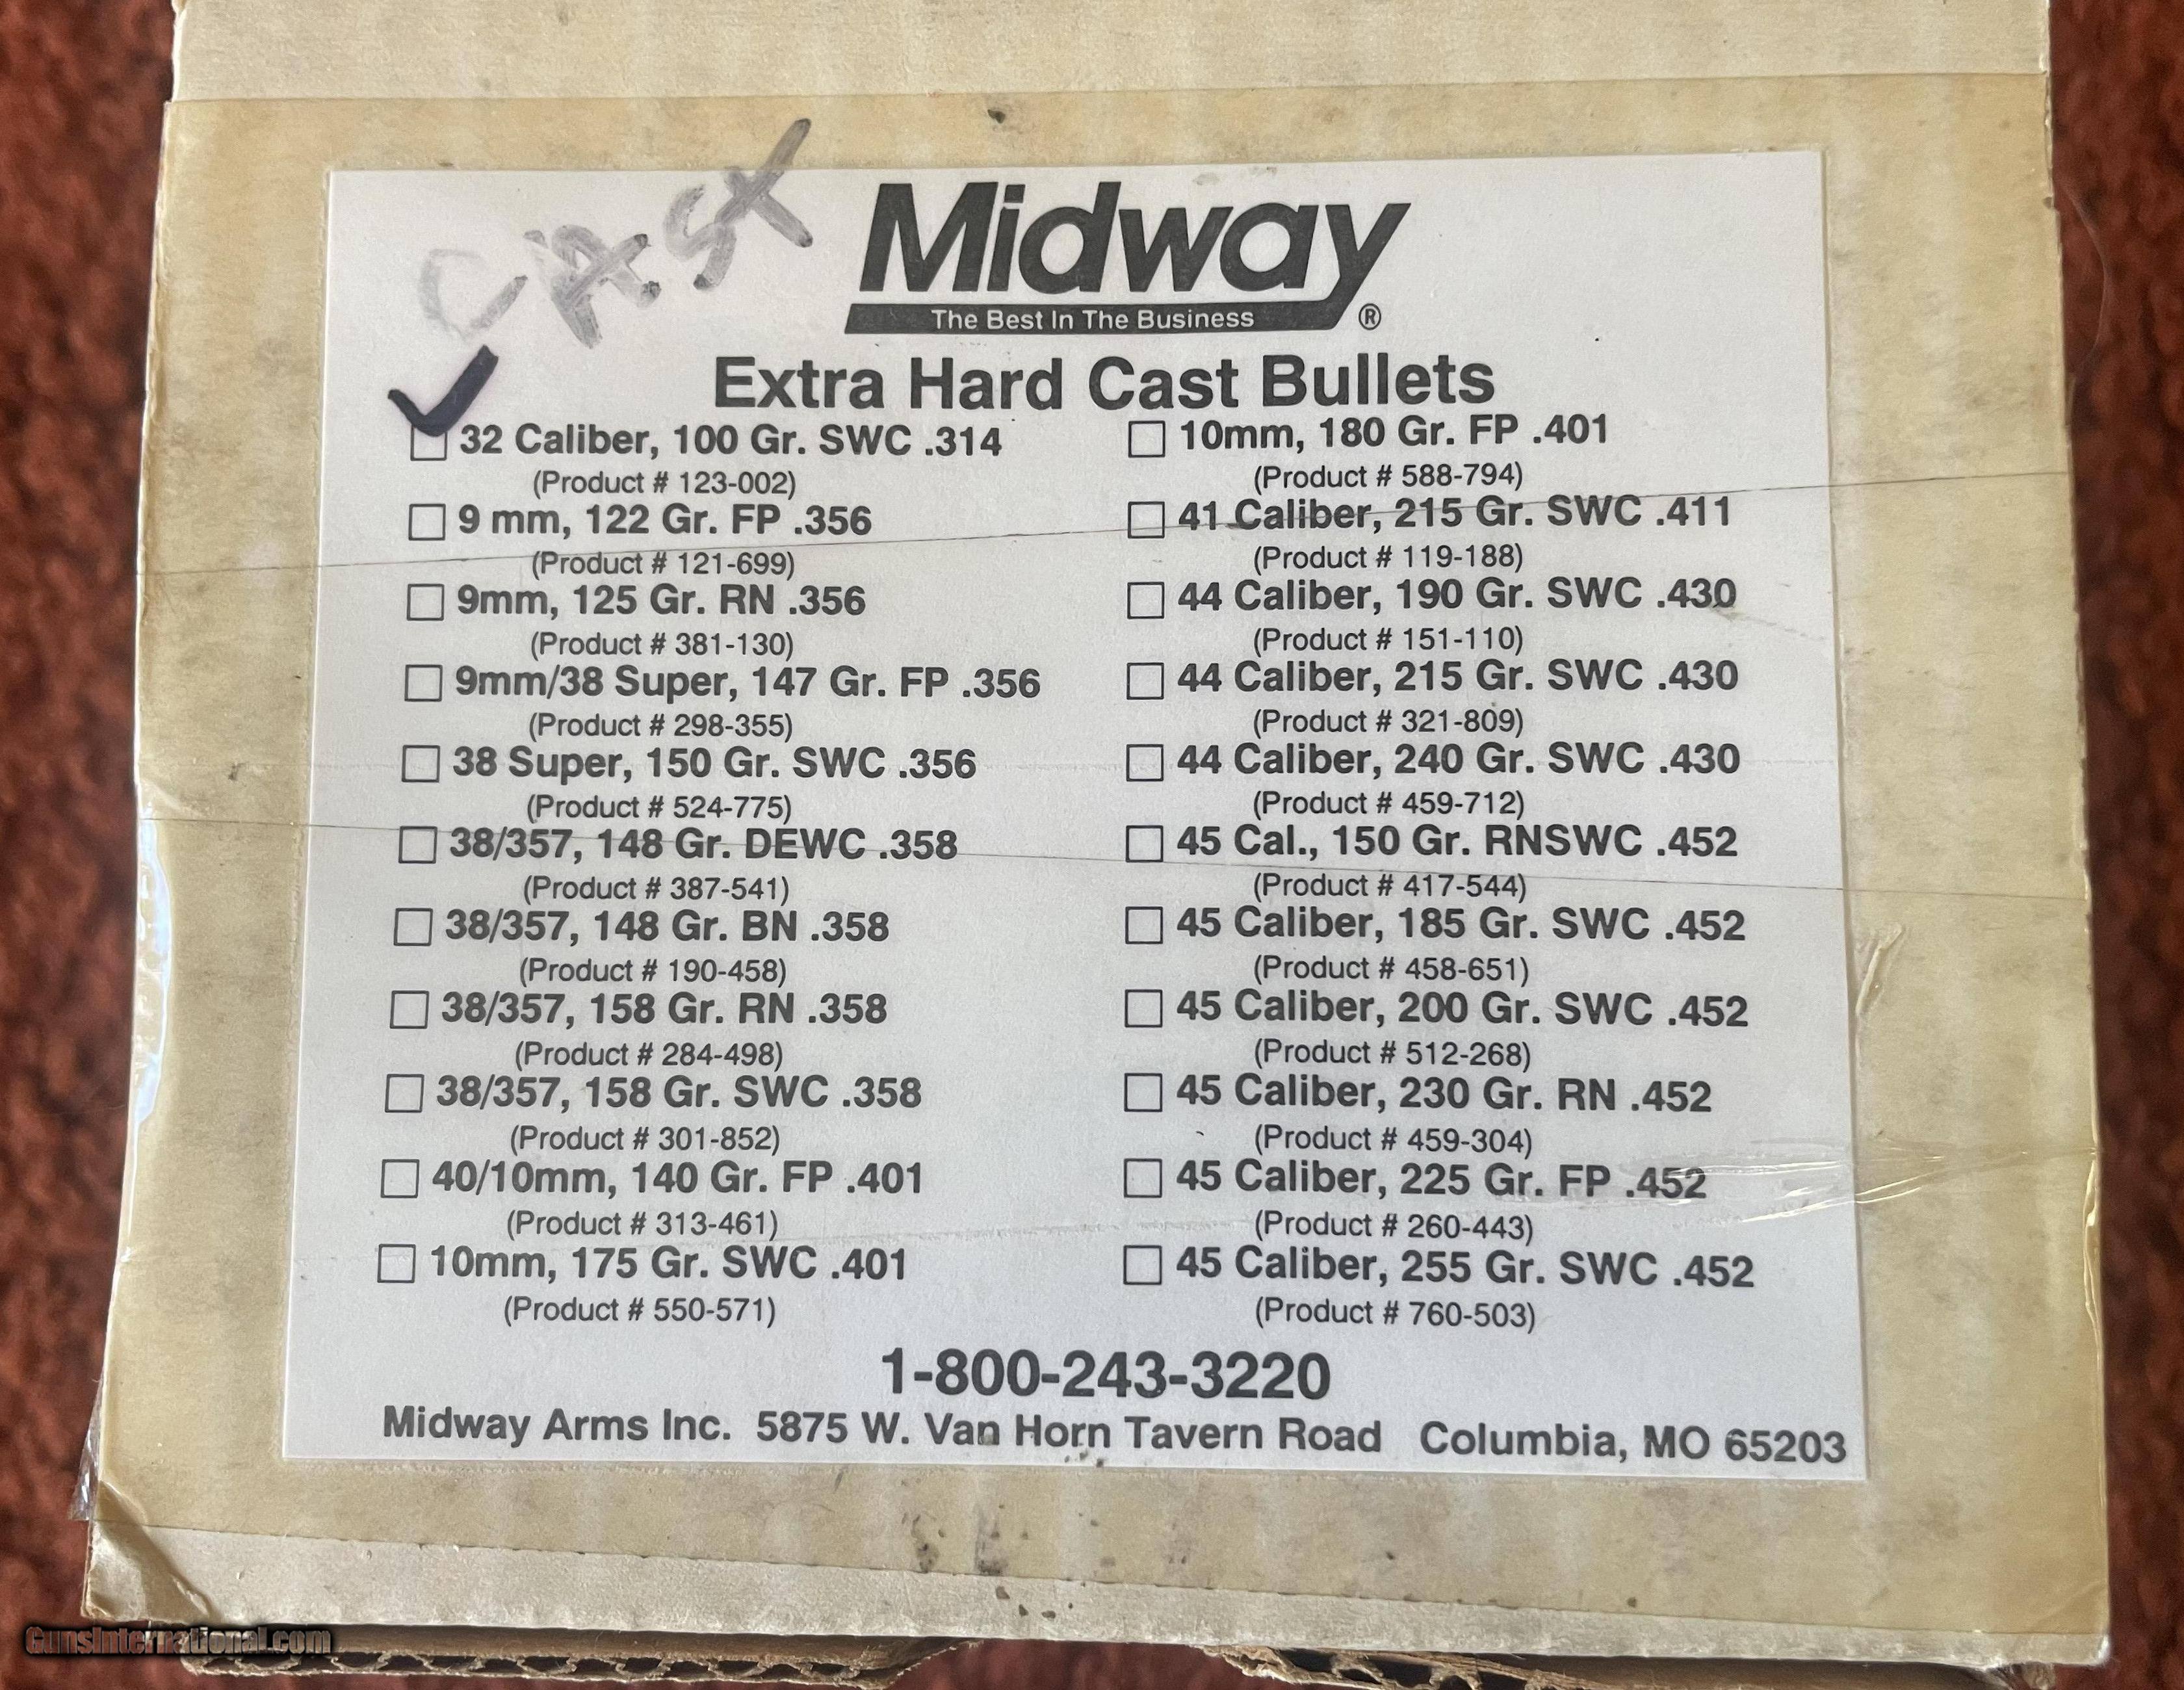 CAST
Midway
The Best In The Business ®
Extra Hard Cast Bullets
32 Caliber, 100 Gr. SWC .314
(Product # 123-002)
9 mm, 122 Gr. FP .356
(Product # 121-699)
9mm, 125 Gr. RN .356
(Product # 381-130)
9mm/38 Super, 147 Gr. FP .356
(Product # 298-355)
38 Super, 150 Gr. SWC .356
(Product # 524-775)
38/357, 148 Gr. DEWC .358
(Product # 387-541)
38/357, 148 Gr. BN .358
(Product # 190-458)
38/357, 158 Gr. RN .358
(Product # 284-498)
38/357, 158 Gr. SWC .358
(Product # 301-852)
40/10mm, 140 Gr. FP .401
(Product # 313-461)
10mm, 175 Gr. SWC .401
(Product # 550-571)
10mm, 180 Gr. FP .401
(Product # 588-794)
41 Caliber, 215 Gr. SWC .411
(Product # 119-188)
44 Caliber, 190 Gr. SWC .430
(Product # 151-110)
44 Caliber, 215 Gr. SWC .430
(Product # 321-809)
44 Caliber, 240 Gr. SWC .430
(Product # 459-712)
45 Cal., 150 Gr. RNSWC .452
(Product # 417-544)
45 Caliber, 185 Gr. SWC .452
(Product # 458-651)
45 Caliber, 200 Gr. SWC .452
(Product # 512-268)
45 Caliber, 230 Gr. RN .452
(Product # 459-304)
45 Caliber, 225 Gr. FP .452
(Product # 260-443)
45 Caliber, 255 Gr. SWC .452
(Product # 760-503)
1-800-243-3220
Midway Arms Inc. 5875 W. Van Horn Tavern Road Columbia, MO 65203
GunsInternational.com